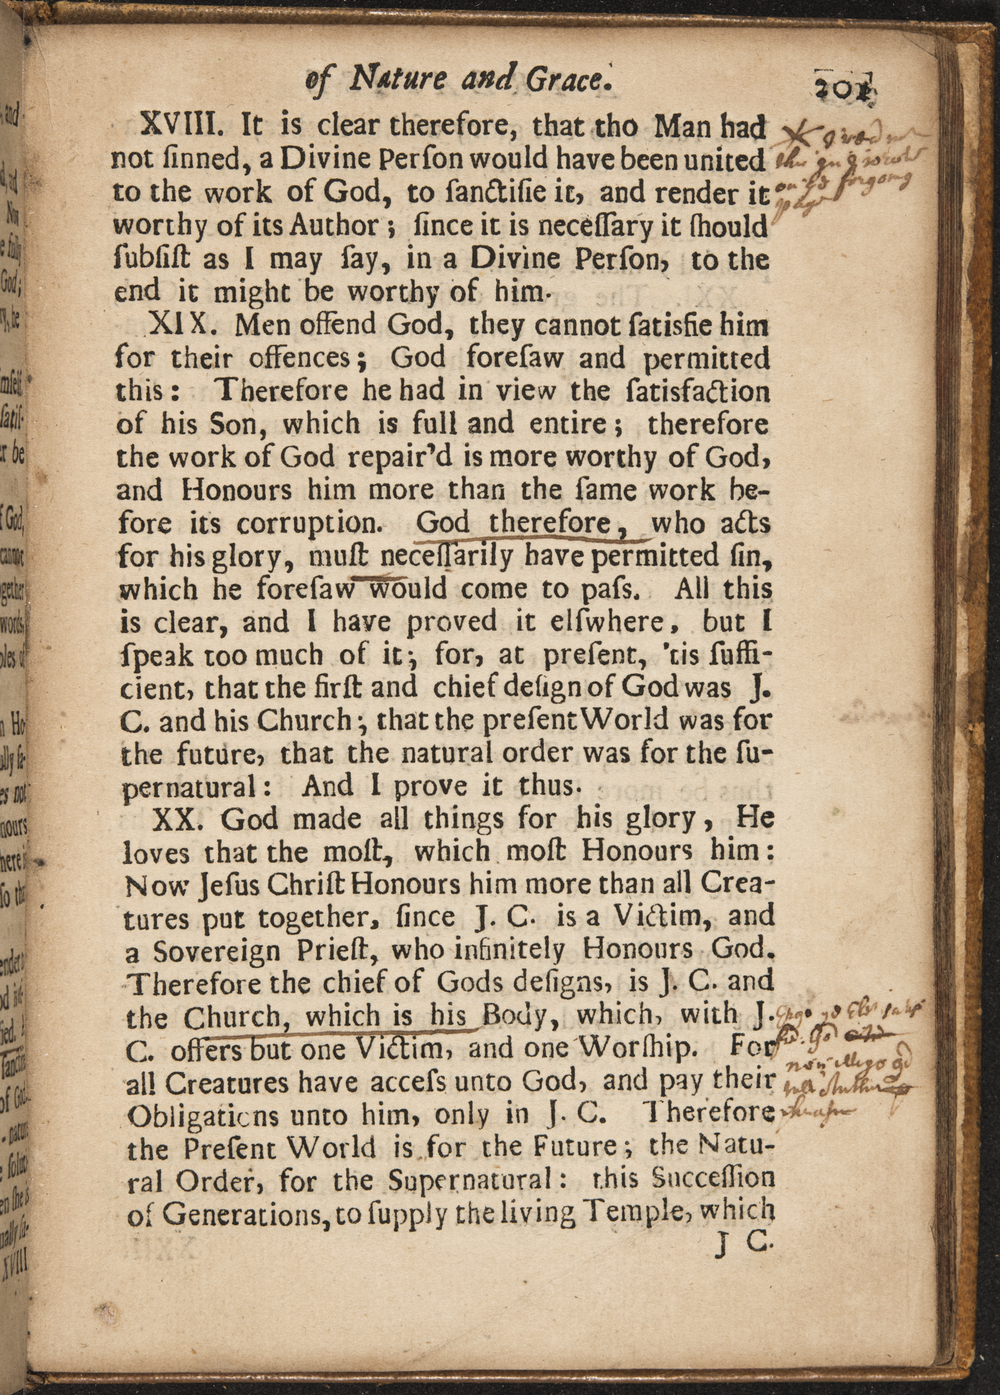 of Nature and Grace.
201
XVIII. It is clear therefore, that tho Man had
not ſinned, a Divine Perſon would have been united
to the work of God, to ſanctifie it, and render it
worthy of its Author; ſince it is neceſſary it ſhould
ſubſiſt as I may ſay, in a Divine Perſon, to the
end it might be worthy of him.
XIX. Men offend God, they cannot ſatisfie him
for their offences; God foreſaw and permitted
this: Therefore he had in view the ſatisfaction
of his Son, which is full and entire; therefore
the work of God repair'd is more worthy of God,
and Honours him more than the ſame work be-
fore its corruption. God therefore, who acts
for his glory, muſt neceſſarily have permitted ſin,
which he foreſaw would come to paſs. All this
is clear, and I have proved it elſwhere, but I
ſpeak too much of it; for, at preſent, 'tis ſuffi-
cient, that the firſt and chief deſign of God was J.
C. and his Church; that the preſent World was for
the future, that the natural order was for the ſu-
pernatural: And I prove it thus.
XX. God made all things for his glory, He
loves that the moſt, which moſt Honours him:
Now Jeſus Chriſt Honours him more than all Crea-
tures put together, ſince J. C. is a Victim, and
a Sovereign Prieſt, who infinitely Honours God.
Therefore the chief of Gods deſigns, is J. C. and
the Church, which is his Body, which, with J.
C. offers but one Victim, and one Worſhip. For
all Creatures have acceſs unto God, and pay their
Obligations unto him, only in J. C. Therefore
the Preſent World is for the Future; the Natu-
ral Order, for the Supernatural: this Succeſſion
of Generations, to ſupply the living Temple, which
J C.